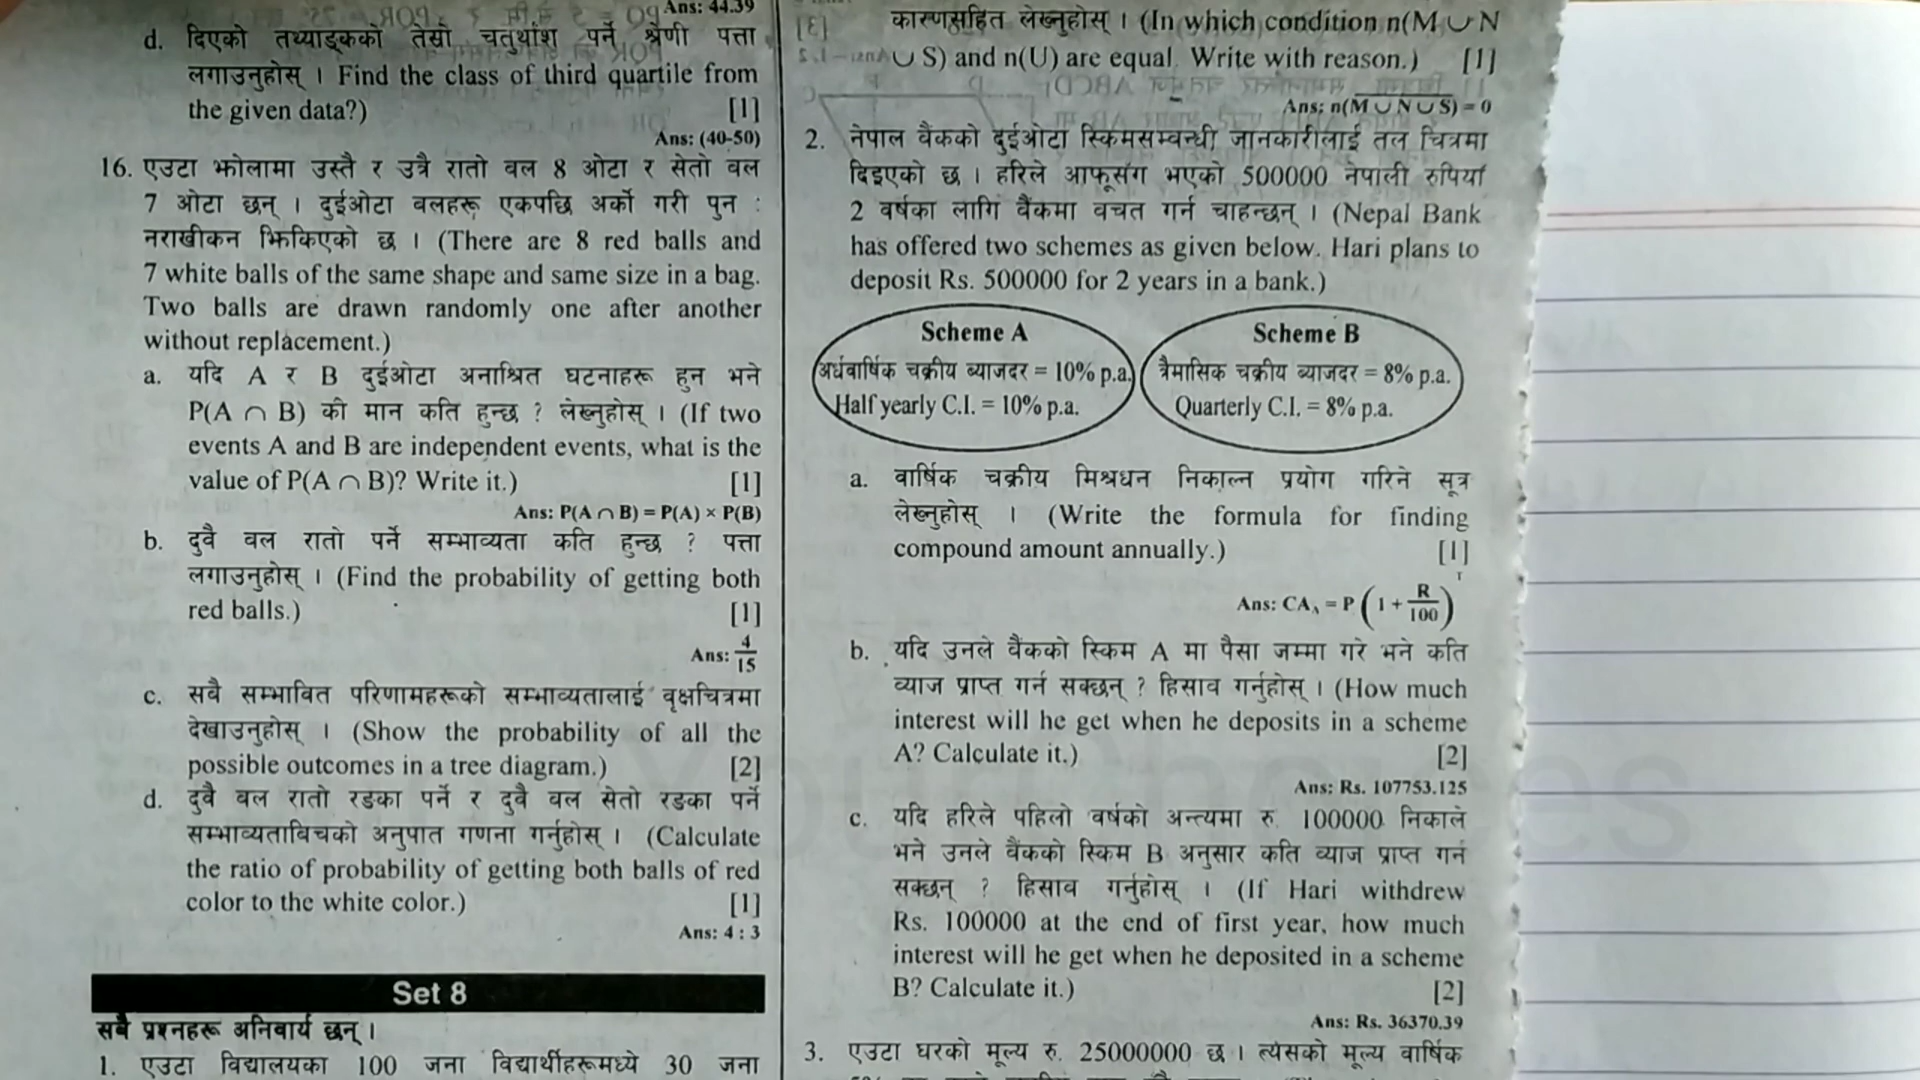 Ans: 44.39
d. दिएको तथ्याङ्कको तेस्रो चतुर्थांश पर्ने श्रेणी पत्ता
लगाउनुहोस् । Find the class of third quartile from
the given data?) [1]
Ans: (40-50)
16. एउटा झोलामा उस्तै र उत्रै रातो बल 8 ओटा र सेतो बल
7 ओटा छन् । दुईओटा बलहरू एकपछि अर्को गरी पुन :
नराखीकन झिकिएको छ । (There are 8 red balls and
7 white balls of the same shape and same size in a bag.
Two balls are drawn randomly one after another
without replacement.)
a. यदि A र B दुईओटा अनाश्रित घटनाहरू हुन भने
P(A ∩ B) को मान कति हुन्छ ? लेख्नुहोस् । (If two
events A and B are independent events, what is the
value of P(A ∩ B)? Write it.) [1]
Ans: P(A ∩ B) = P(A) × P(B)
b. दुवै बल रातो पर्ने सम्भाव्यता कति हुन्छ ? पत्ता
लगाउनुहोस् । (Find the probability of getting both
red balls.) [1]
Ans: 4/15
c. सबै सम्भावित परिणामहरूको सम्भाव्यतालाई वृक्षचित्रमा
देखाउनुहोस् । (Show the probability of all the
possible outcomes in a tree diagram.) [2]
d. दुवै बल रातो रङका पर्ने र दुवै बल सेतो रङका पर्ने
सम्भाव्यताबिचको अनुपात गणना गर्नुहोस् । (Calculate
the ratio of probability of getting both balls of red
color to the white color.) [1]
Ans: 4 : 3
Set 8
सबै प्रश्नहरू अनिवार्य छन् ।
1. एउटा विद्यालयका 100 जना विद्यार्थीहरूमध्ये 30 जना
कारणसहित लेख्नुहोस् । (In which condition n(M ∪ N
∪ S) and n(U) are equal. Write with reason.) [1]
Ans: n(M ∪ N ∪ S) = 0
2. नेपाल बैंकको दुईओटा स्किमसम्बन्धी जानकारीलाई तल चित्रमा
दिइएको छ । हरिले आफूसंग भएको 500000 नेपाली रुपियाँ
2 वर्षका लागि बैंकमा बचत गर्न चाहन्छन् । (Nepal Bank
has offered two schemes as given below. Hari plans to
deposit Rs. 500000 for 2 years in a bank.)
Scheme A
अर्धवार्षिक चक्रीय ब्याजदर = 10% p.a.
Half yearly C.I. = 10% p.a.
Scheme B
त्रैमासिक चक्रीय ब्याजदर = 8% p.a.
Quarterly C.I. = 8% p.a.
a. वार्षिक चक्रीय मिश्रधन निकाल्न प्रयोग गरिने सूत्र
लेख्नुहोस् । (Write the formula for finding
compound amount annually.) [1]
Ans: CA_A = P (1 + R/100)^T
b. यदि उनले बैंकको स्किम A मा पैसा जम्मा गरे भने कति
ब्याज प्राप्त गर्न सक्छन् ? हिसाब गर्नुहोस् । (How much
interest will he get when he deposits in a scheme
A? Calculate it.) [2]
Ans: Rs. 107753.125
c. यदि हरिले पहिलो वर्षको अन्त्यमा रु. 100000 निकाले
भने उनले बैंकको स्किम B अनुसार कति ब्याज प्राप्त गर्न
सक्छन् ? हिसाब गर्नुहोस् । (If Hari withdrew
Rs. 100000 at the end of first year, how much
interest will he get when he deposited in a scheme
B? Calculate it.) [2]
Ans: Rs. 36370.39
3. एउटा घरको मूल्य रु. 25000000 छ । त्यसको मूल्य वार्षिक